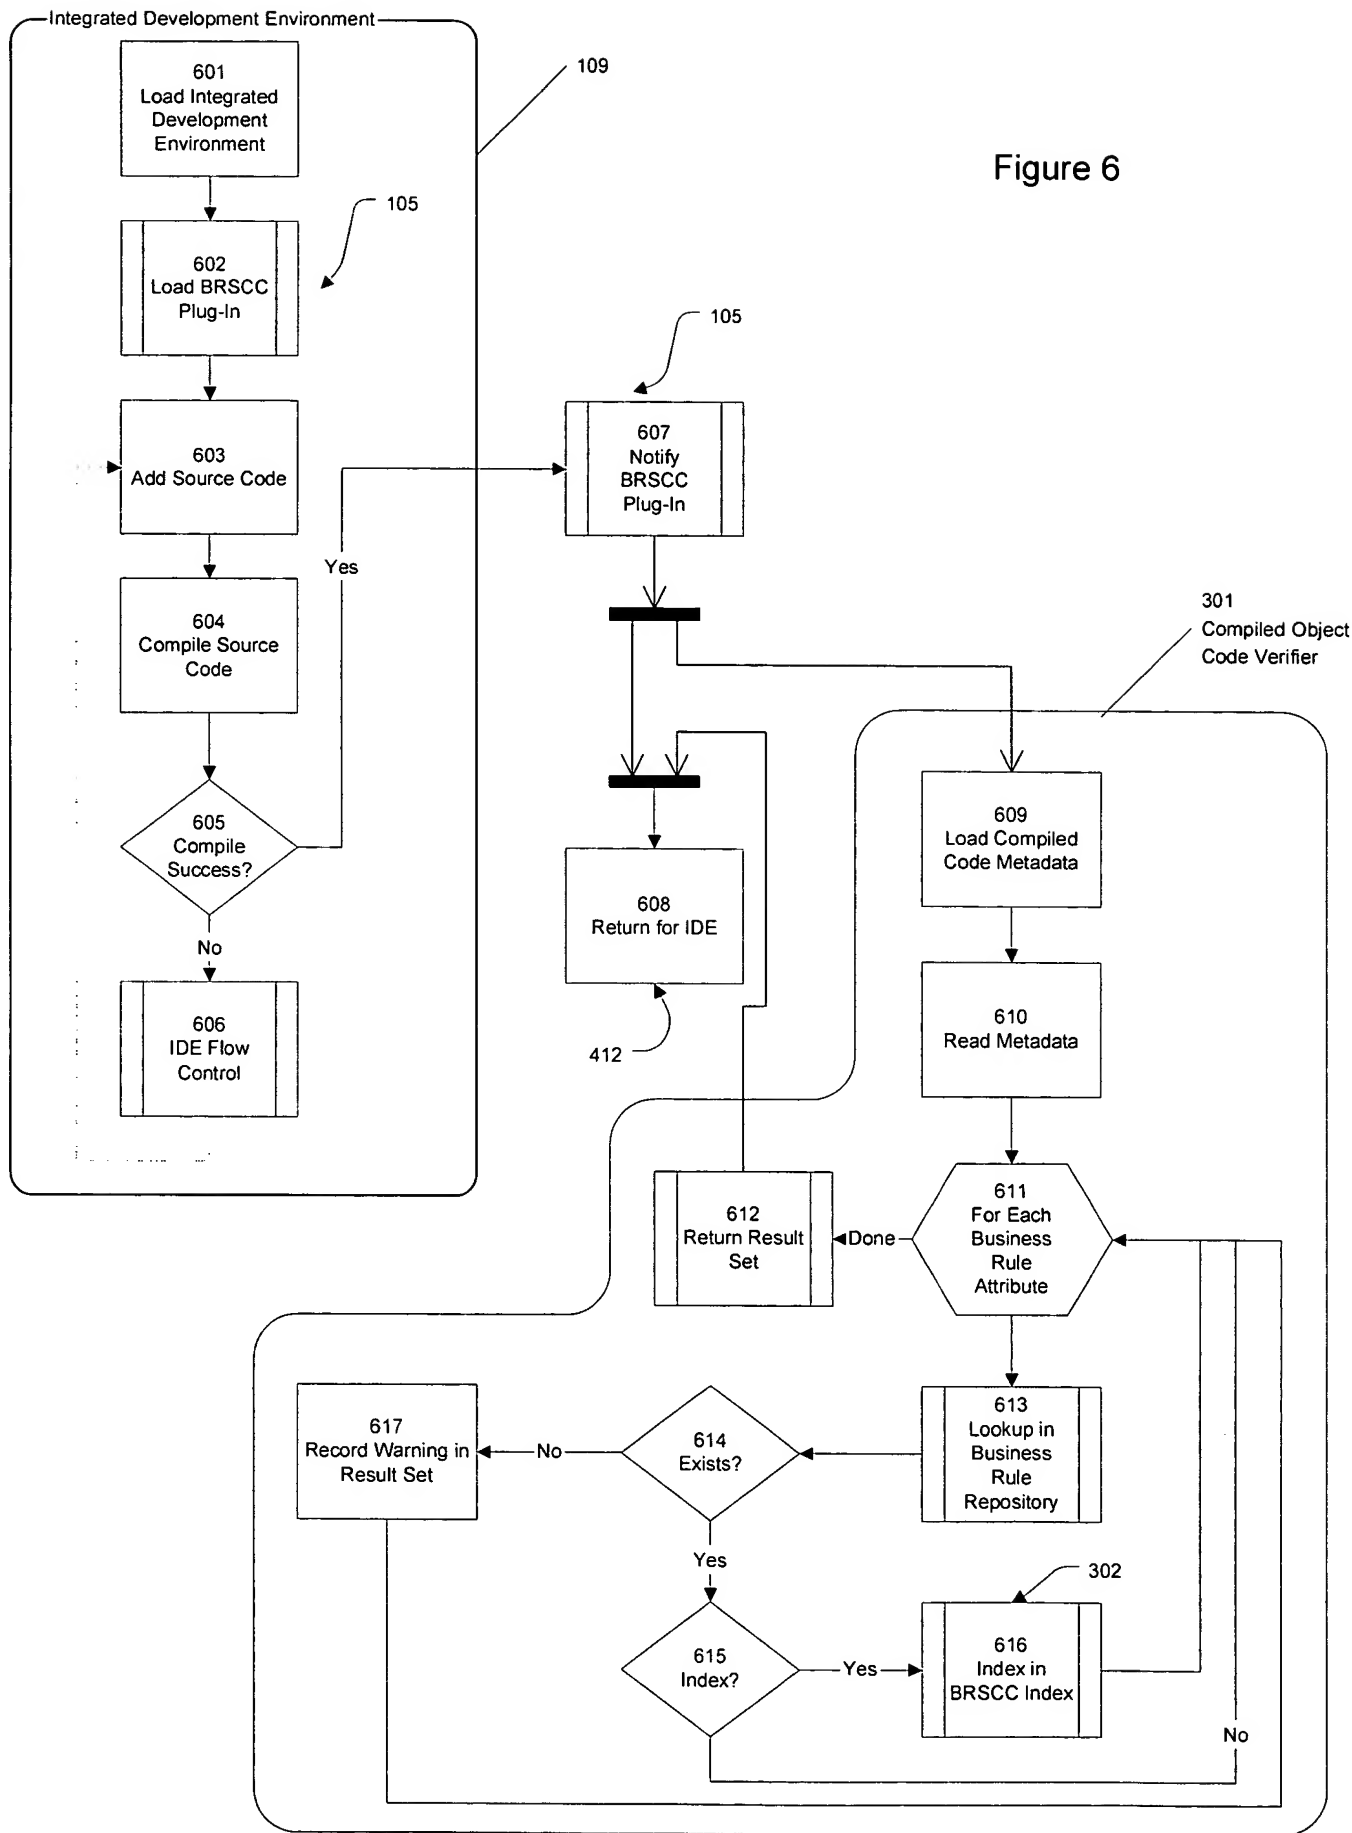 Integrated Development Environment
601
Load Integrated
Development
Environment
109
Figure 6
105
602
Load BRSCC
Plug-In
105
603
Add Source Code
607
Notify
BRSCC
Plug-In
Yes
604
Compile Source
Code
301
Compiled Object
Code Verifier
605
Compile
Success?
609
Load Compiled
Code Metadata
608
Return for IDE
No
606
IDE Flow
Control
412
610
Read Metadata
611
For Each
Business
Rule
Attribute
Done
612
Return Result
Set
613
Lookup in
Business
Rule
Repository
614
Exists?
No
617
Record Warning in
Result Set
Yes
302
615
Index?
Yes
616
Index in
BRSCC Index
No